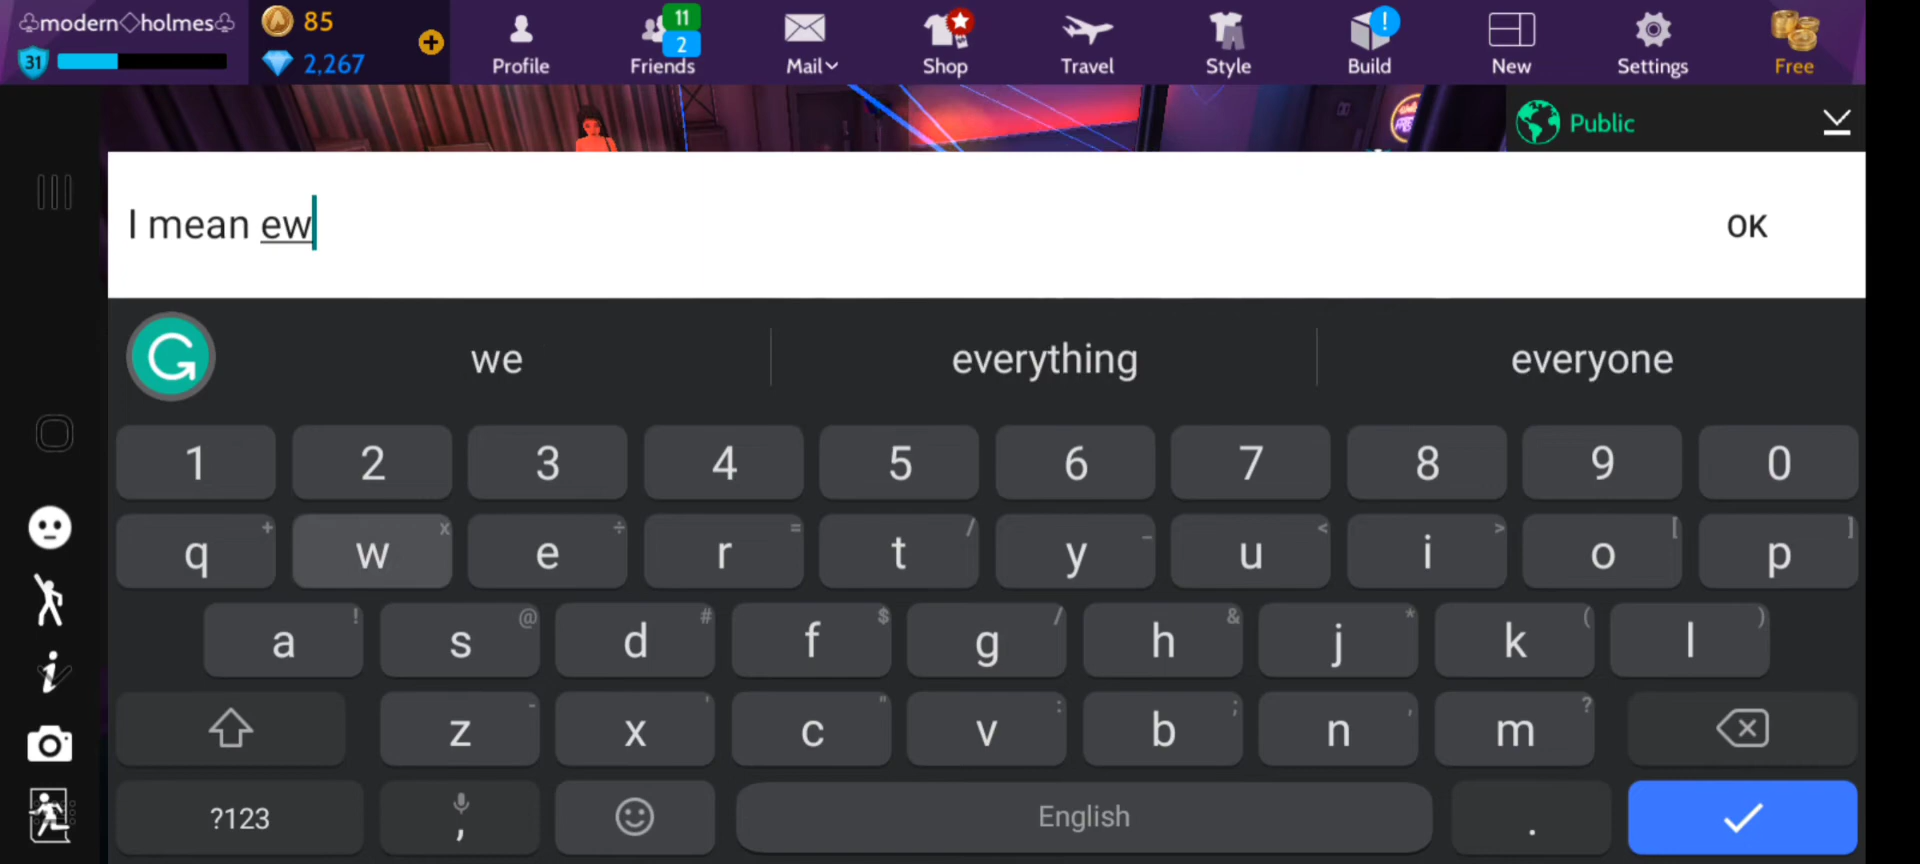 ♧modern◇holmes♧
31
85
2,267
Profile
11
2
Friends
Mail
Shop
Travel
Style
!
Build
New
Settings
Free
Public
I mean ew
OK
we everything everyone
1 2 3 4 5 6 7 8 9 0
+ x ÷ = / _ < > [ ]
q w e r t y u i o p
! @ # $ / & * ( )
a s d f g h j k l
- ' " : ; , ?
z x c v b n m
?123 , English .